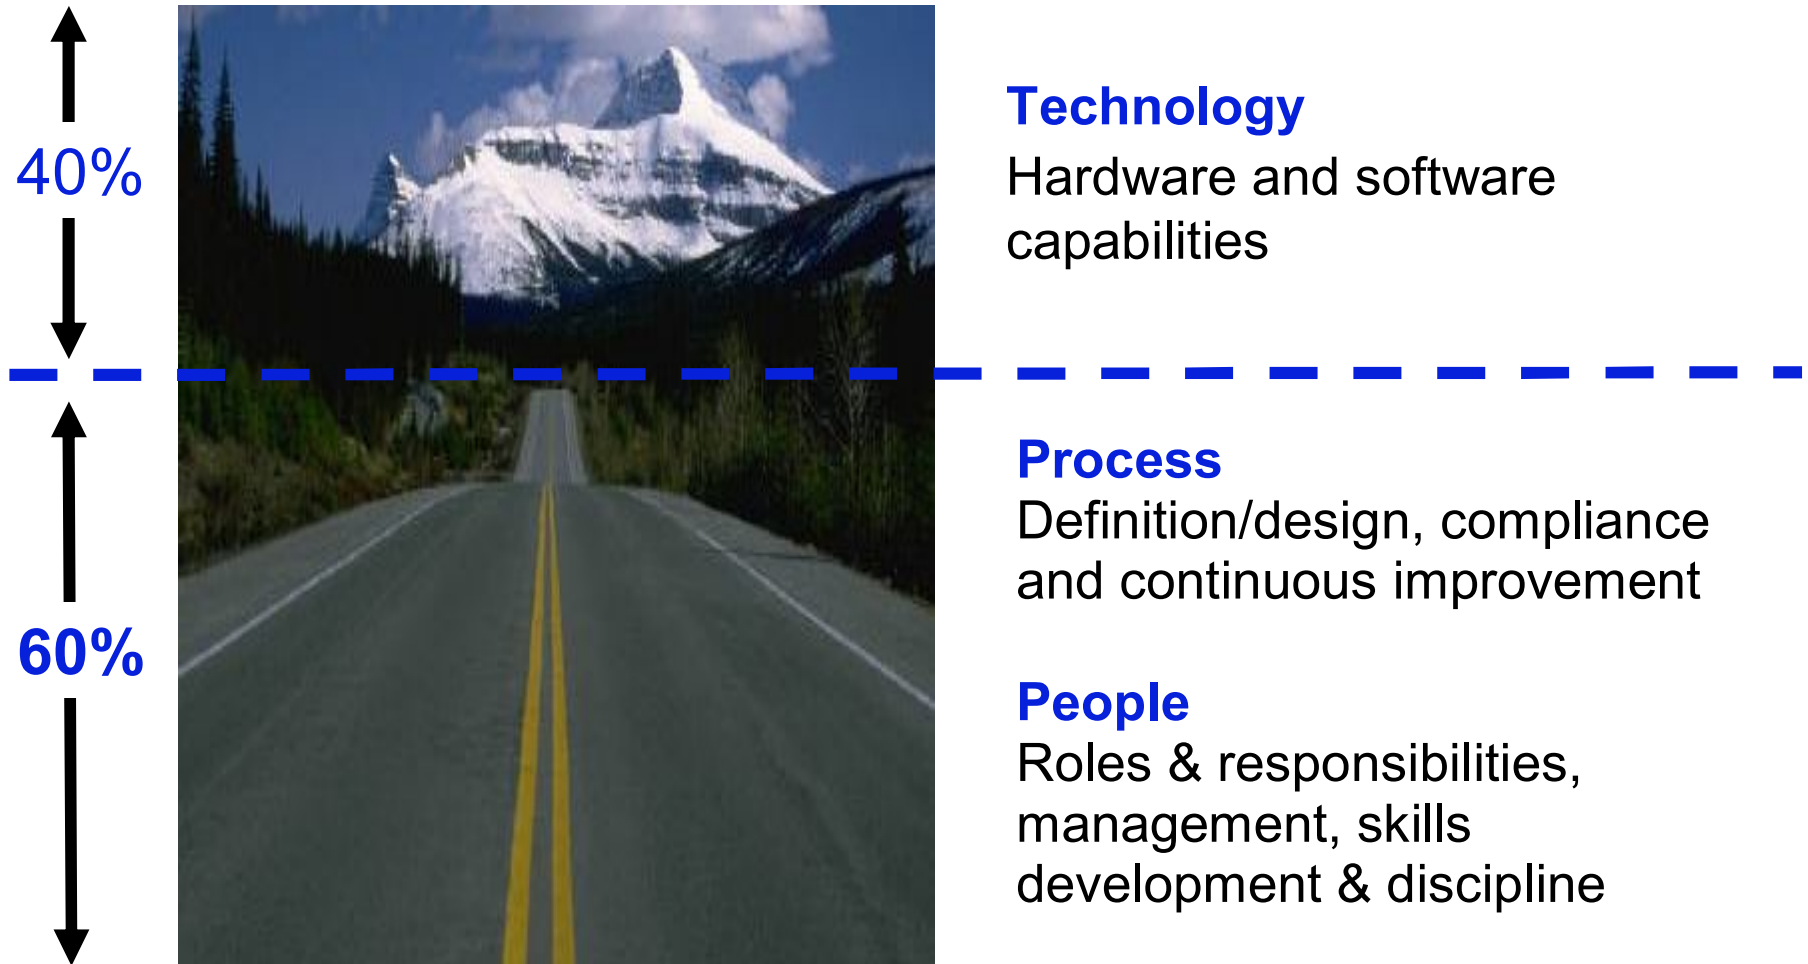 40%
Technology
Hardware and software
capabilities
60%
Process
Definition/design, compliance
and continuous improvement
People
Roles & responsibilities,
management, skills
development & discipline